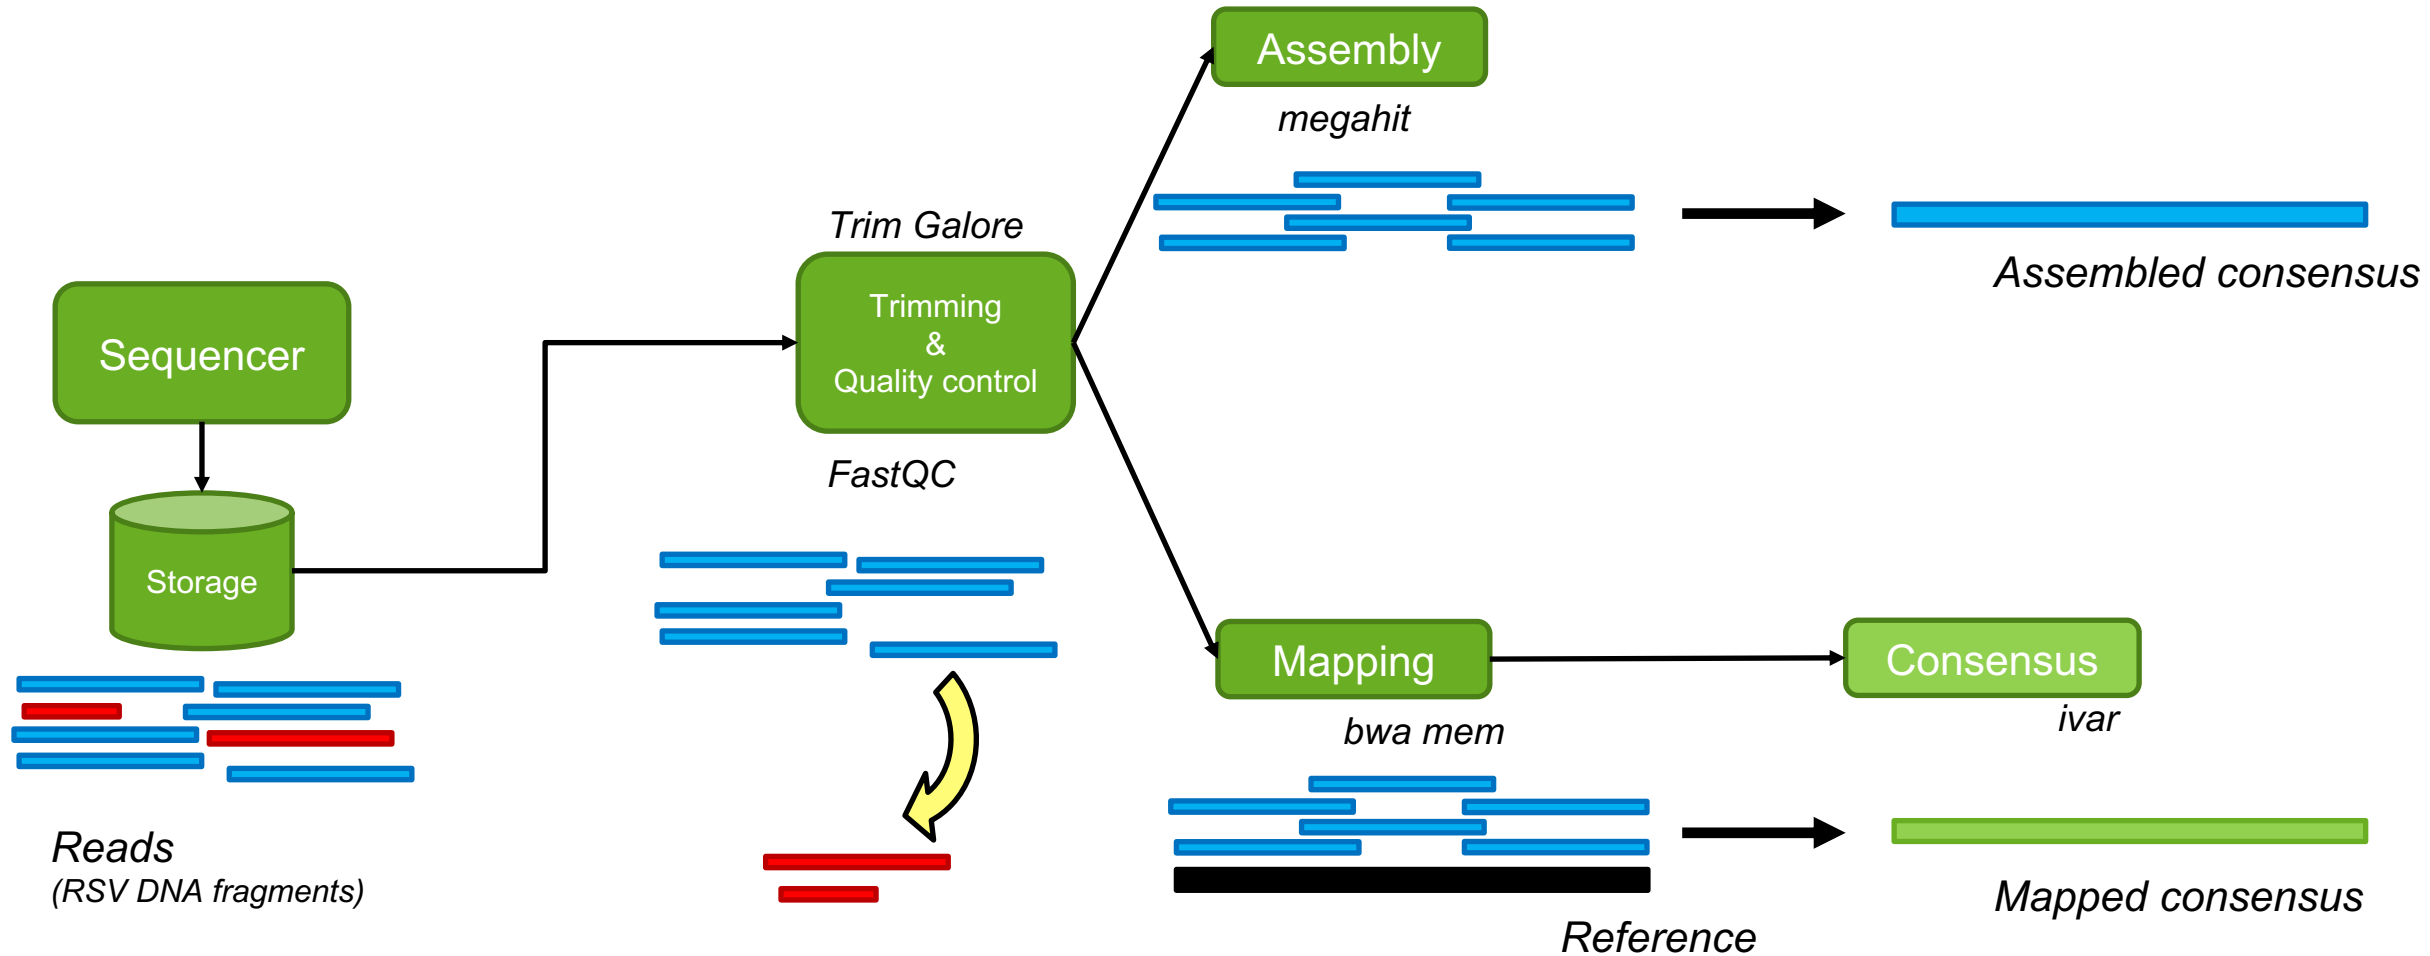 Assembly
megahit
Trim Galore
Trimming
&
Quality control
FastQC
Sequencer
Storage
Reads
(RSV DNA fragments)
Assembled consensus
Mapping
bwa mem
Consensus
ivar
Reference
Mapped consensus